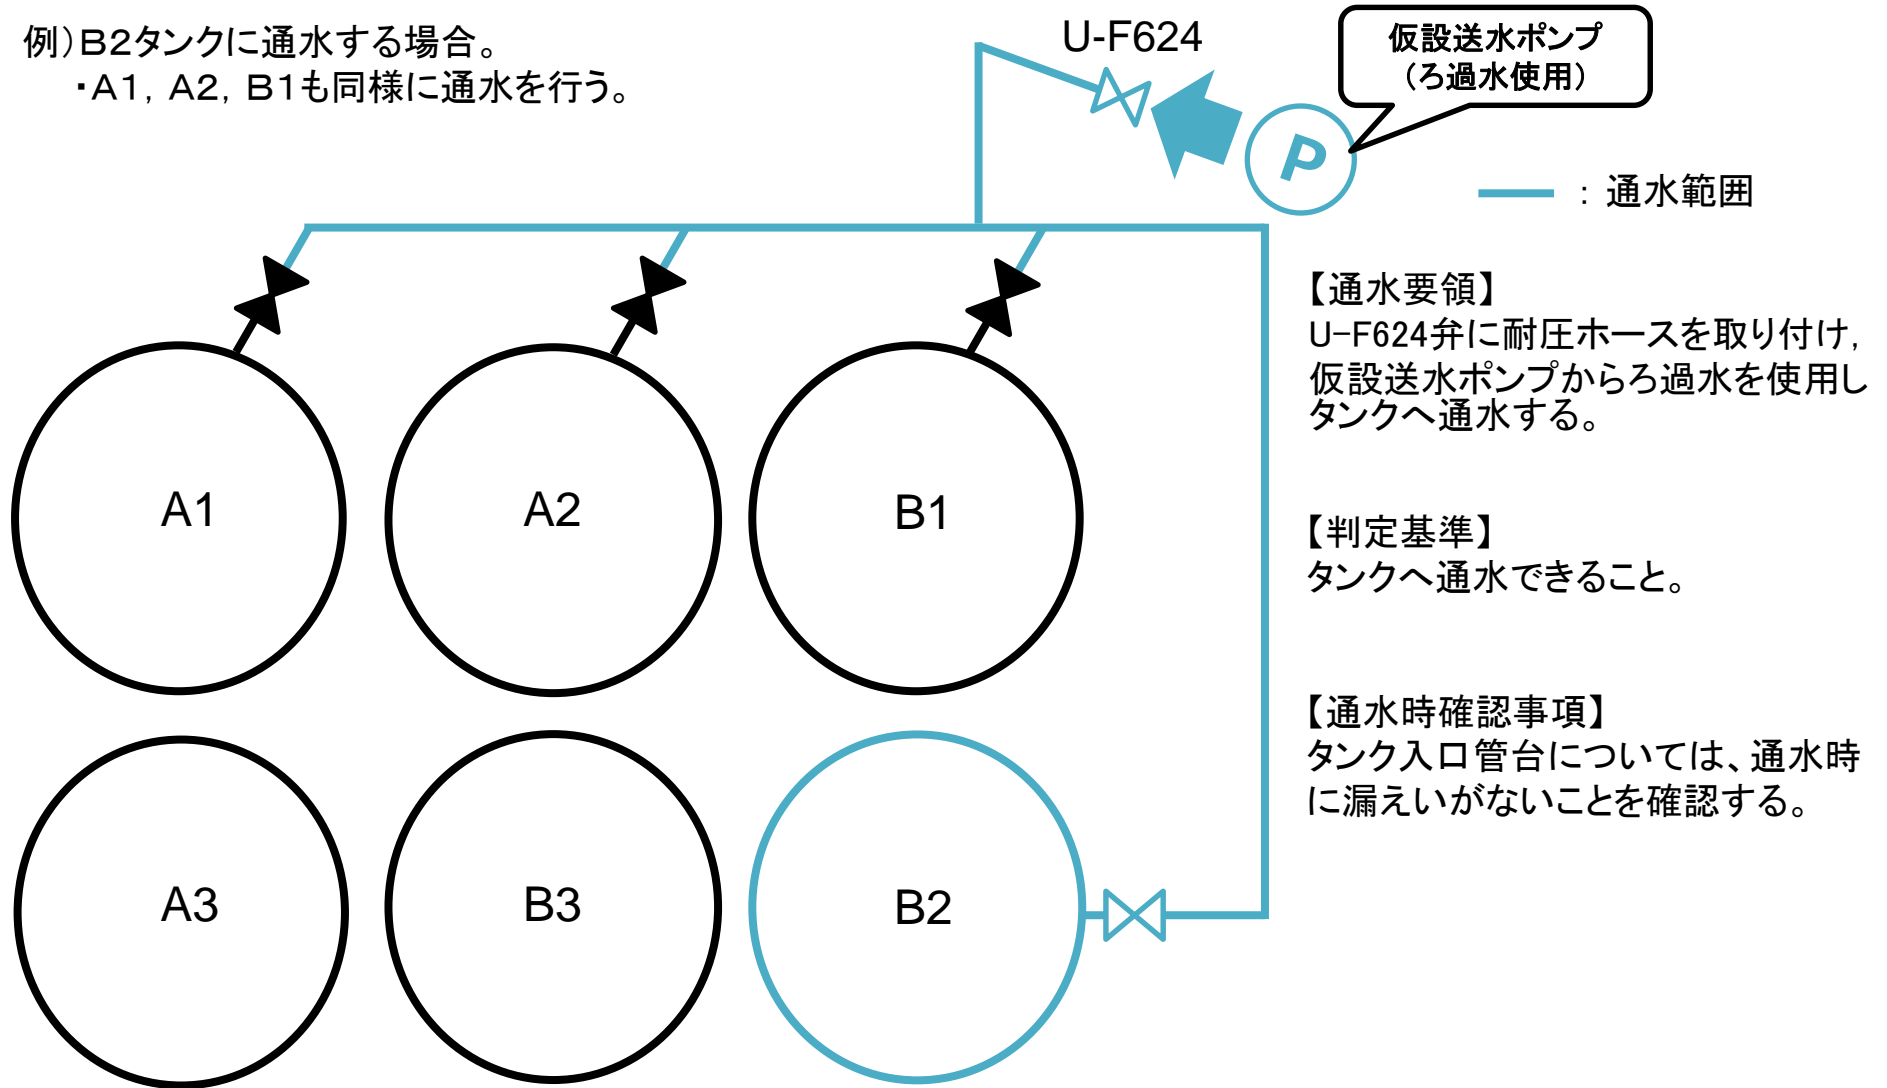 例）Ｂ２タンクに通水する場合。
・Ａ１，Ａ２，Ｂ１も同様に通水を行う。
U-F624
仮設送水ポンプ
（ろ過水使用）
P
：通水範囲
【通水要領】
U−F624弁に耐圧ホースを取り付け，
仮設送水ポンプからろ過水を使用し
タンクへ通水する。
【判定基準】
タンクへ通水できること。
【通水時確認事項】
タンク入口管台については、通水時
に漏えいがないことを確認する。
A1
A2
B1
A3
B3
B2